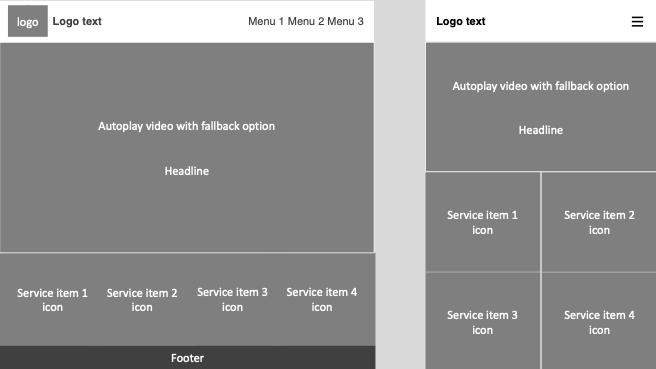 logo
Logo text
Menu 1 Menu 2 Menu 3
Autoplay video with fallback option
Headline
Service item 1
icon
Service item 2
icon
Service item 3
icon
Service item 4
icon
Footer
Logo text
Autoplay video with fallback option
Headline
Service item 1
icon
Service item 2
icon
Service item 3
icon
Service item 4
icon